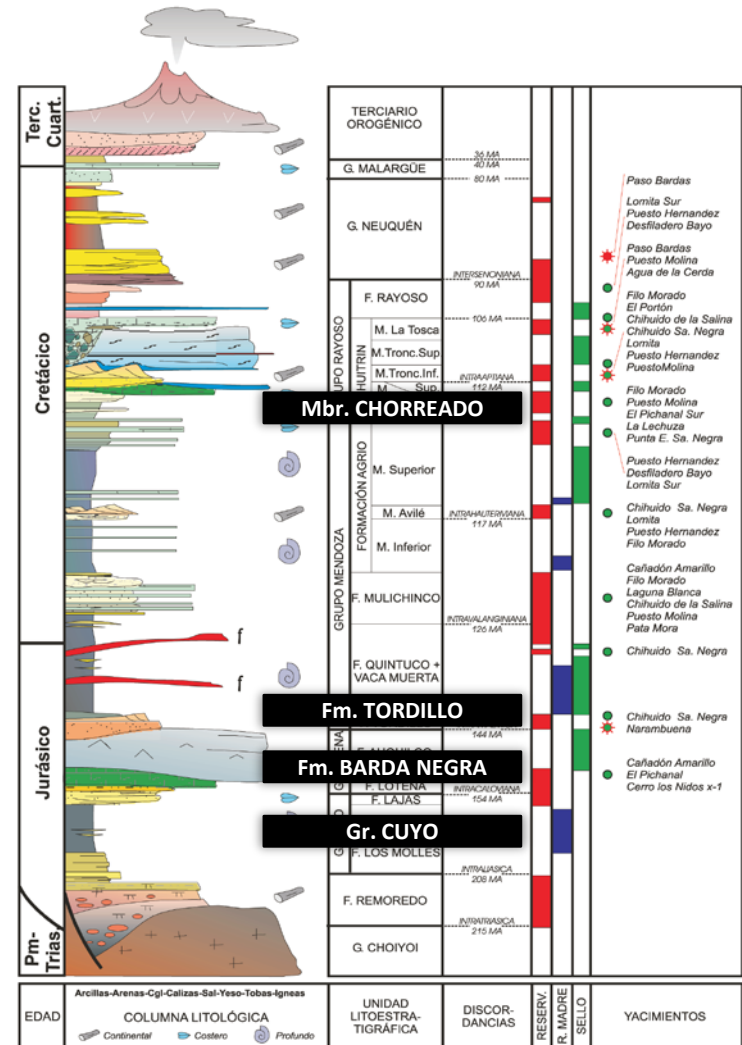 Terc.
Cuart.
Cretácico
Jurásico
Pm-
Trias.
f
f
TERCIARIO
OROGÉNICO
G. MALARGÜE
G. NEUQUÉN
F. RAYOSO
M. La Tosca
M.Tronc.Sup
M.Tronc.Inf.
Sup.
HUITRIN
Mbr. CHORREADO
FORMACIÓN AGRIO
M. Superior
M. Avilé
M. Inferior
GRUPO MENDOZA
F. MULICHINCO
F. QUINTUCO +
VACA MUERTA
Fm. TORDILLO
Fm. BARDA NEGRA
F. LOTENA
F. LAJAS
Gr. CUYO
F. LOS MOLLES
F. REMOREDO
G. CHOIYOI
36 MA
40 MA
80 MA
INTERSENONIANA
90 MA
106 MA
INTRAAPTIANA
112 MA
INTRAHAUTERIVIANA
117 MA
INTRAVALANGINIANA
126 MA
144 MA
INTRACALOVIANA
154 MA
INTRALIASICA
208 MA
INTRATRIASICA
215 MA
Paso Bardas
Lomita Sur
Puesto Hernandez
Desfiladero Bayo
Paso Bardas
Puesto Molina
Agua de la Cerda
Filo Morado
El Portón
Chihuido de la Salina
Chihuido Sa. Negra
Lomita
Puesto Hernandez
PuestoMolina
Filo Morado
Puesto Molina
El Pichanal Sur
La Lechuza
Punta E. Sa. Negra
Puesto Hernandez
Desfiladero Bayo
Lomita Sur
Chihuido Sa. Negra
Lomita
Puesto Hernandez
Filo Morado
Cañadón Amarillo
Filo Morado
Laguna Blanca
Chihuido de la Salina
Puesto Molina
Pata Mora
Chihuido Sa. Negra
Chihuido Sa. Negra
Narambuena
Cañadón Amarillo
El Pichanal
Cerro los Nidos x-1
EDAD
Arcillas-Arenas-Cgl-Calizas-Sal-Yeso-Tobas-Igneas
COLUMNA LITOLÓGICA
Continental
Costero
Profundo
UNIDAD
LITOESTRA-
TIGRÁFICA
DISCOR-
DANCIAS
RESERV.
R. MADRE
SELLO
YACIMIENTOS